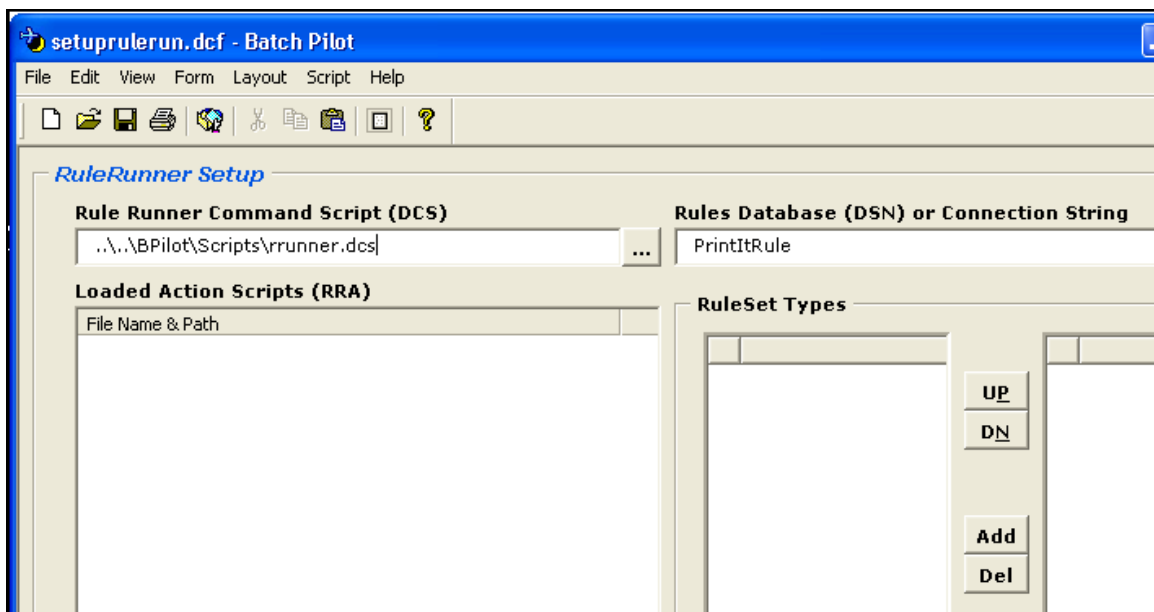 setuprulerun.dcf - Batch Pilot
File Edit View Form Layout Script Help
RuleRunner Setup
Rule Runner Command Script (DCS)
Rules Database (DSN) or Connection String
..\..\BPilot\Scripts\rrunner.dcs
...
PrintItRule
Loaded Action Scripts (RRA)
RuleSet Types
File Name & Path
UP
DN
Add
Del